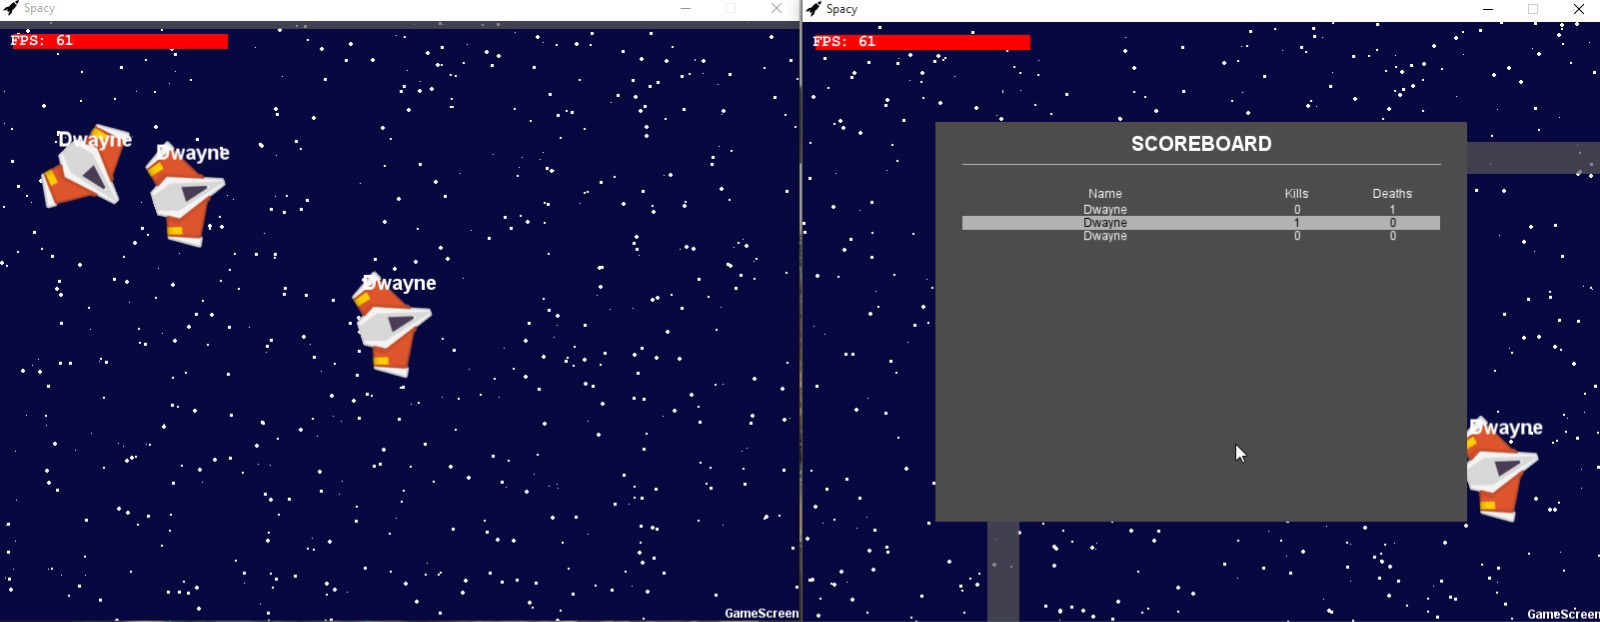 Spacy
FPS: 61
Dwayne
Dwayne
Dwayne
GameScreen
Spacy
FPS: 61
SCOREBOARD
Name Kills Deaths
Dwayne 0 1
Dwayne 1 0
Dwayne 0 0
Dwayne
GameScreen